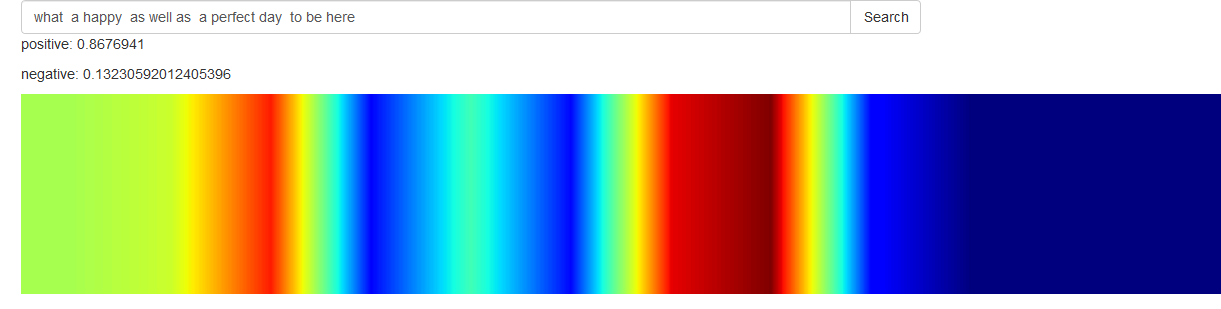 what  a happy  as well as  a perfect day  to be here
Search
positive: 0.8676941
negative: 0.13230592012405396